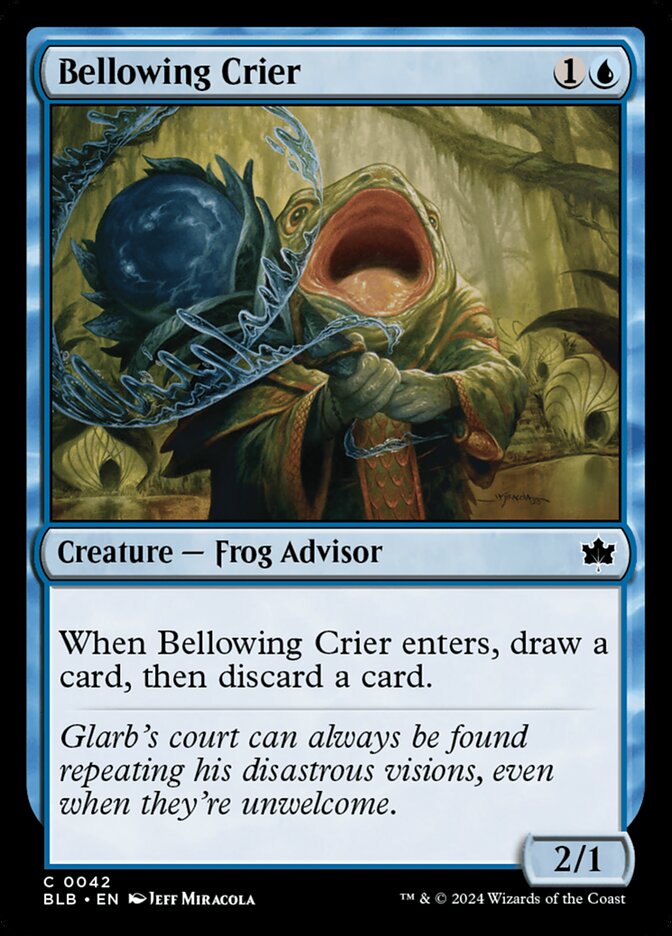 Bellowing Crier 1
Creature — Frog Advisor
When Bellowing Crier enters, draw a
card, then discard a card.
Glarb's court can always be found
repeating his disastrous visions, even
when they're unwelcome.
2/1
C 0042
BLB • EN Jeff Miracola
™ & © 2024 Wizards of the Coast